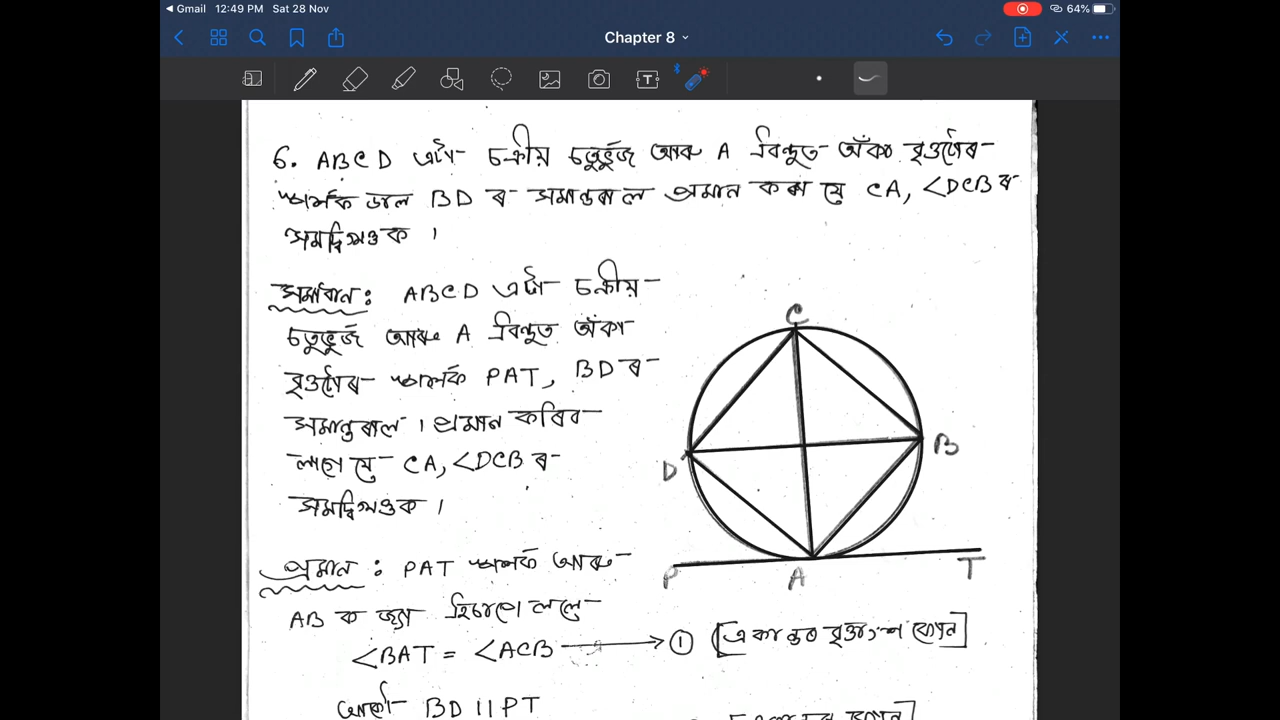 Gmail 12:49 PM Sat 28 Nov 64%
Chapter 8
6. ABCD এটা চক্ৰীয় চতুৰ্ভুজ আৰু A বিন্দুত অঁকা বৃত্তটোৰ
স্পৰ্শক ডাল BD ৰ সমান্তৰাল প্ৰমান কৰা যে CA, ∠DCB ৰ
সমদ্বিখণ্ডক ।
সমাধান : ABCD এটা চক্ৰীয়
চতুৰ্ভুজ আৰু A বিন্দুত অঁকা
বৃত্তটোৰ স্পৰ্শক PAT, BD ৰ
সমান্তৰাল । প্ৰমান কৰিব
লাগে যে CA, ∠DCB ৰ
সমদ্বিখণ্ডক ।
প্ৰমান : PAT স্পৰ্শক আৰু
AB ক জ্যা হিচাপে ললে
∠BAT = ∠ACB → ① [একান্তৰ বৃত্তাংশ কোণ]
আকৌ BD || PT
C
D
B
P
A
T